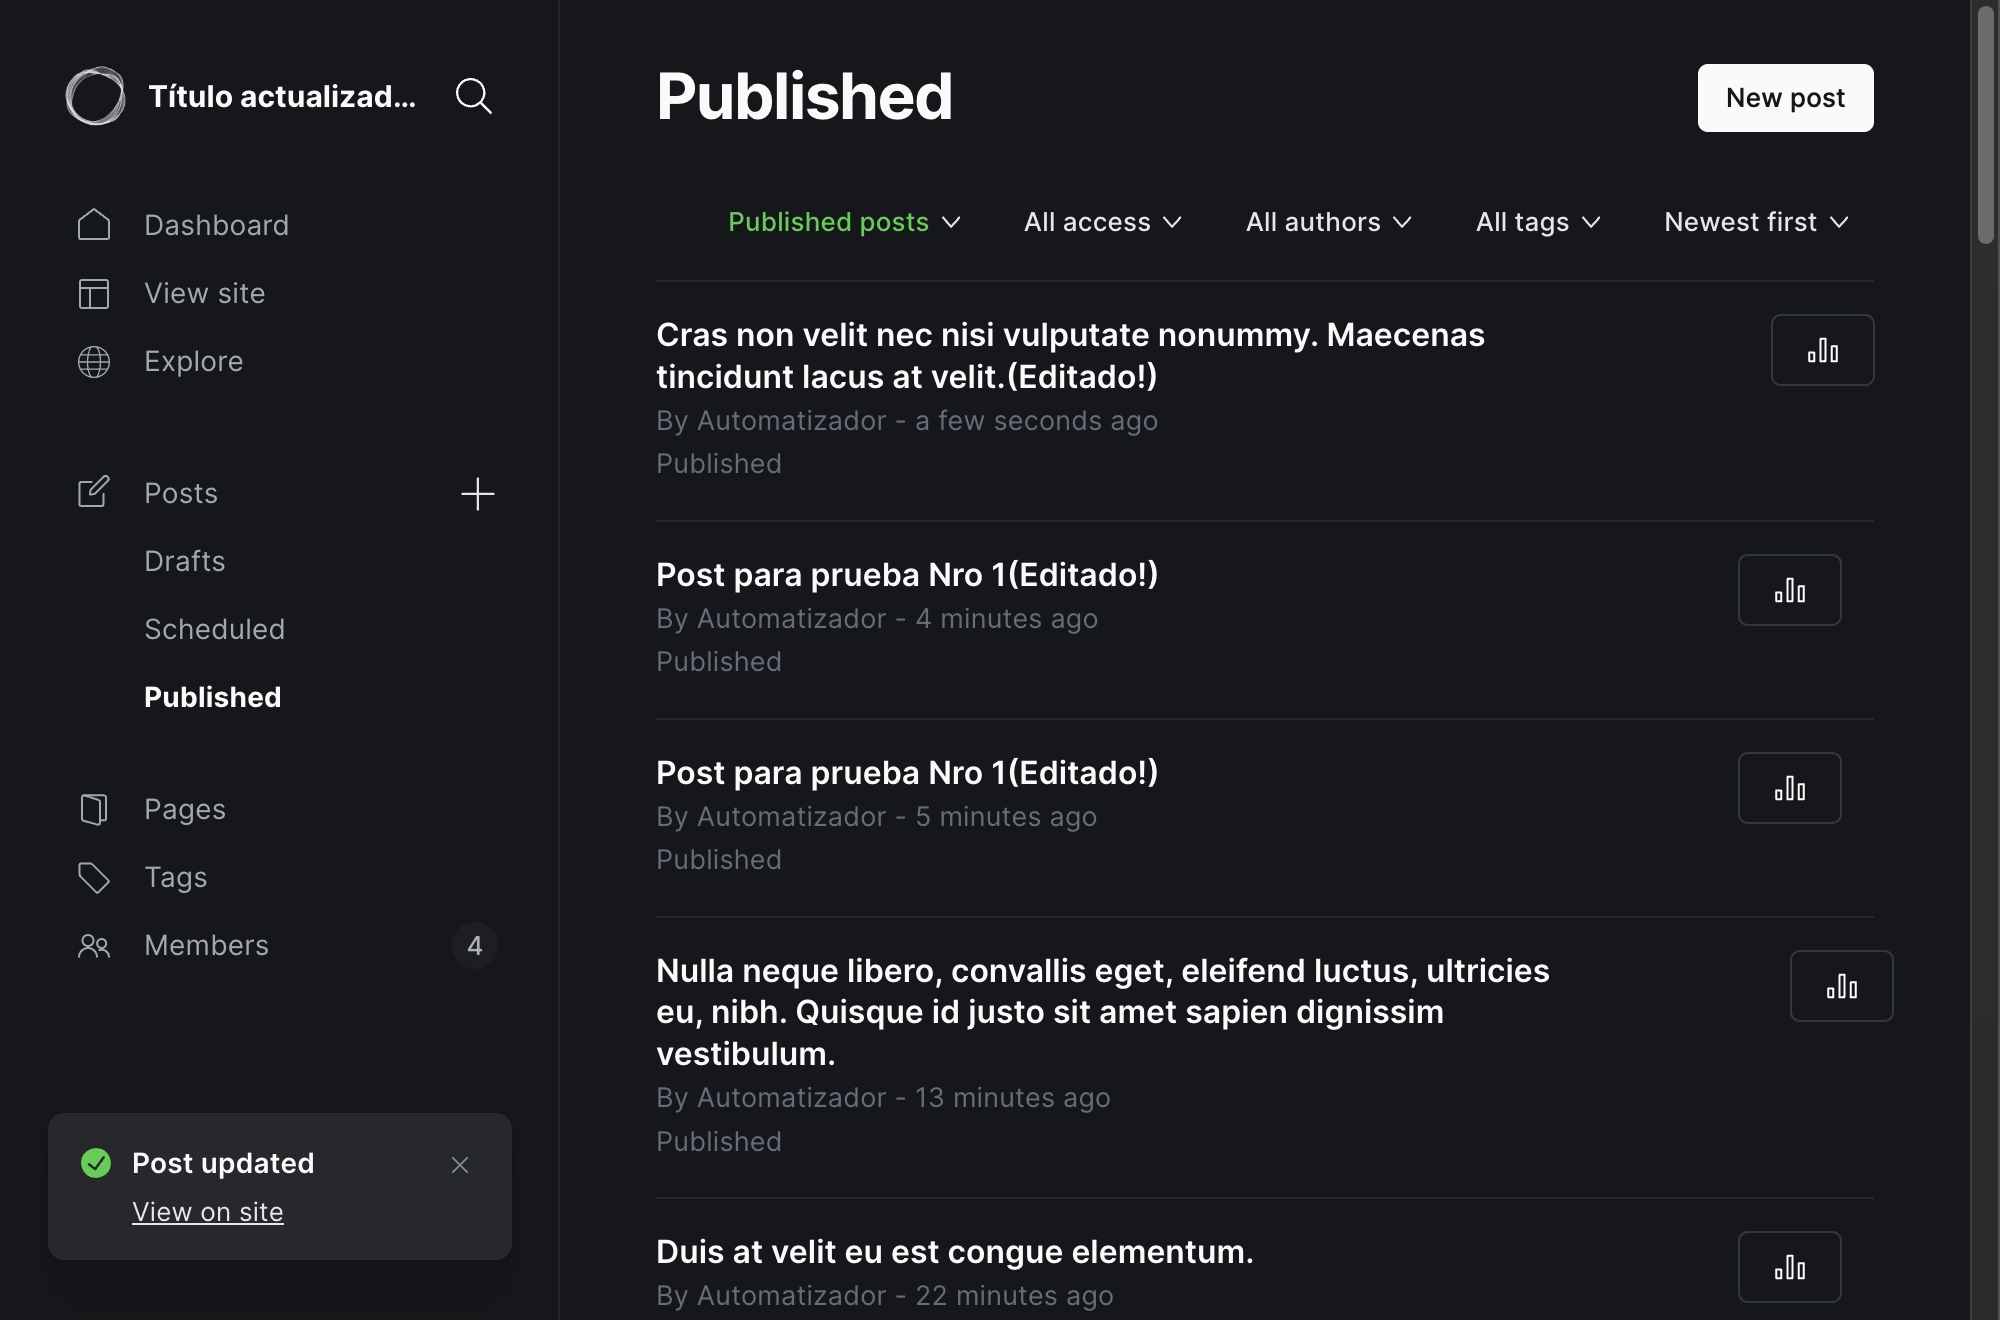 Título actualizad...
Dashboard
View site
Explore
Posts
Drafts
Scheduled
Published
Pages
Tags
Members
4
Post updated
View on site
Published
New post
Published posts
All access
All authors
All tags
Newest first
Cras non velit nec nisi vulputate nonummy. Maecenas
tincidunt lacus at velit.(Editado!)
By Automatizador - a few seconds ago
Published
Post para prueba Nro 1(Editado!)
By Automatizador - 4 minutes ago
Published
Post para prueba Nro 1(Editado!)
By Automatizador - 5 minutes ago
Published
Nulla neque libero, convallis eget, eleifend luctus, ultricies
eu, nibh. Quisque id justo sit amet sapien dignissim
vestibulum.
By Automatizador - 13 minutes ago
Published
Duis at velit eu est congue elementum.
By Automatizador - 22 minutes ago